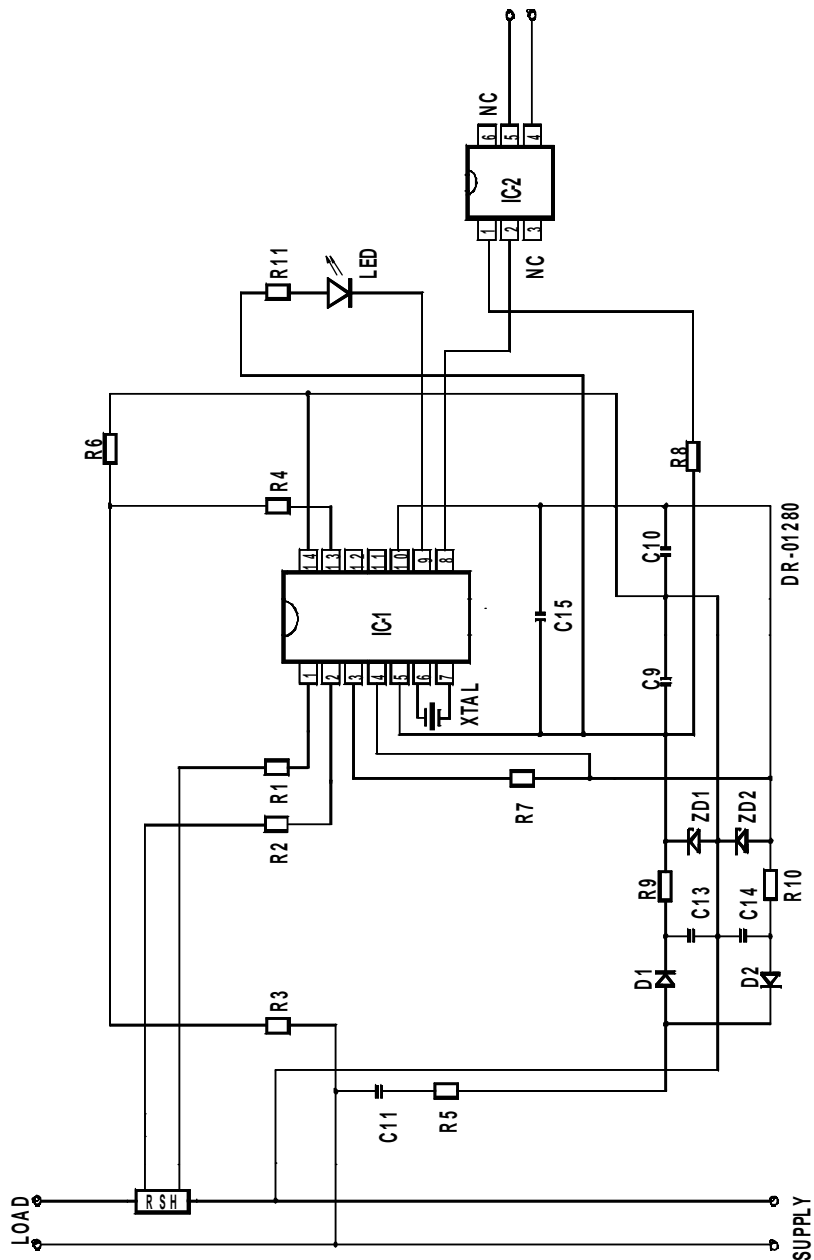 LOAD
RSH
SUPPLY
C11
R5
R3
D1
D2
C13
C14
R9
R10
ZD1
ZD2
R2
R1
R7
XTAL
1
2
3
4
5
6
7
IC-1
14
13
12
11
10
9
8
C15
C9
C10
DR-01280
R6
R4
R8
R11
LED
NC
1
2
3
IC-2
6
5
4
NC